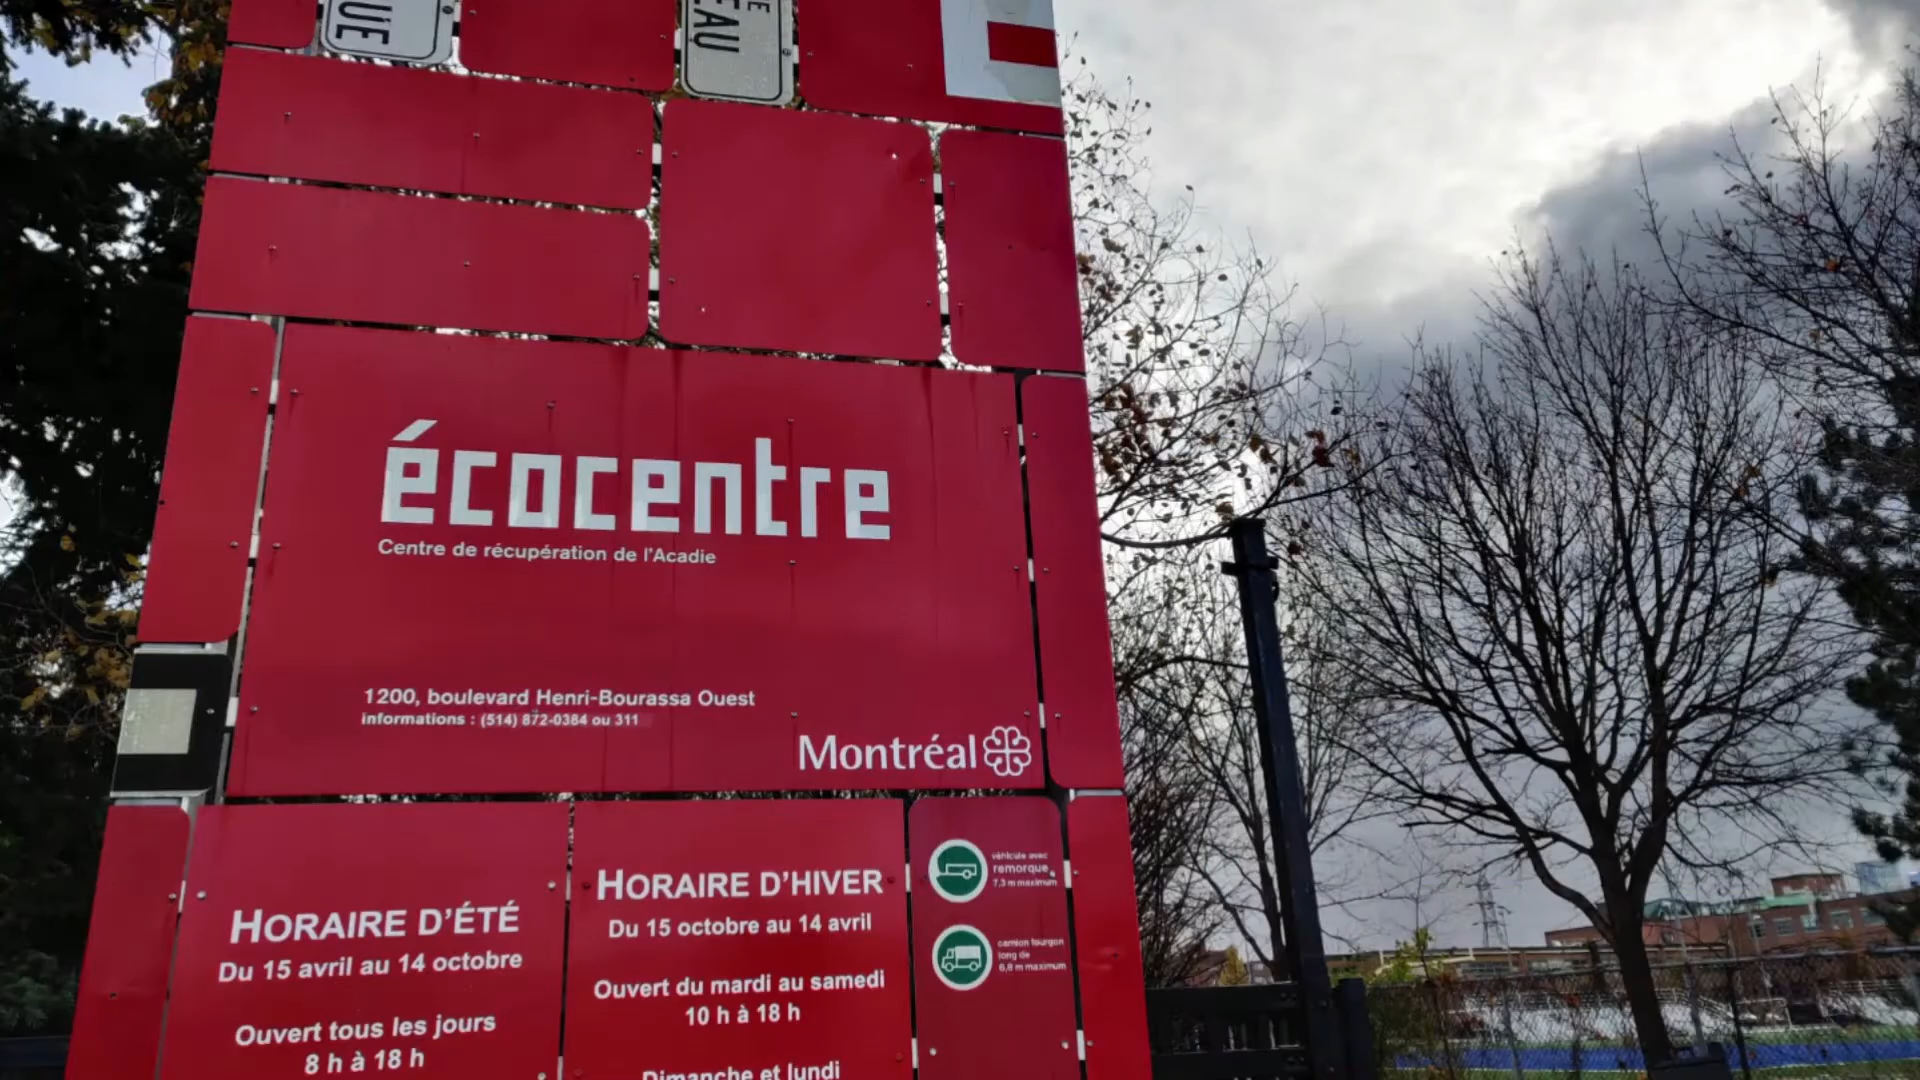 UE
EAU
E
écocentre
Centre de récupération de l'Acadie
1200, boulevard Henri-Bourassa Ouest
informations : (514) 872-0384 ou 311
Montréal
HORAIRE D'ÉTÉ
Du 15 avril au 14 octobre
Ouvert tous les jours
8 h à 18 h
HORAIRE D'HIVER
Du 15 octobre au 14 avril
Ouvert du mardi au samedi
10 h à 18 h
Dimanche et lundi
véhicule avec
remorque,
7,3 m maximum
camion fourgon
long de
6,8 m maximum